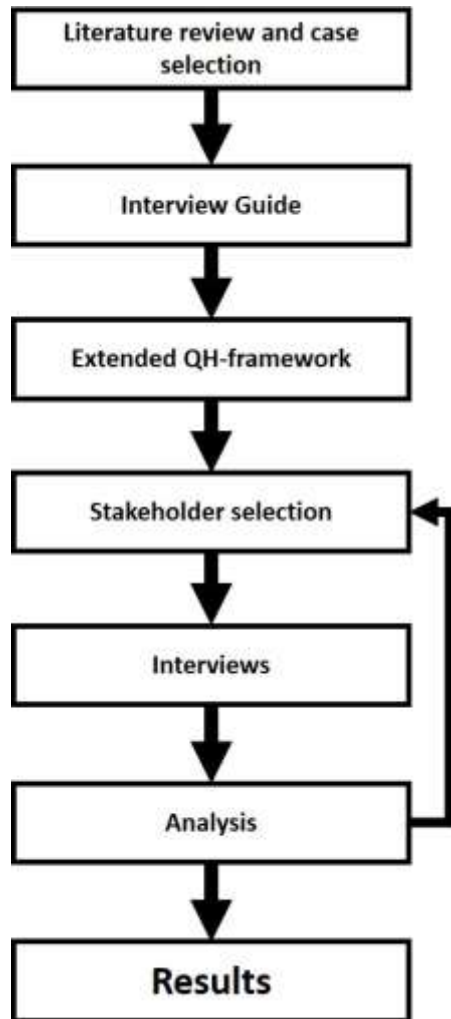 Literature review and case
selection
Interview Guide
Extended QH-framework
Stakeholder selection
Interviews
Analysis
Results